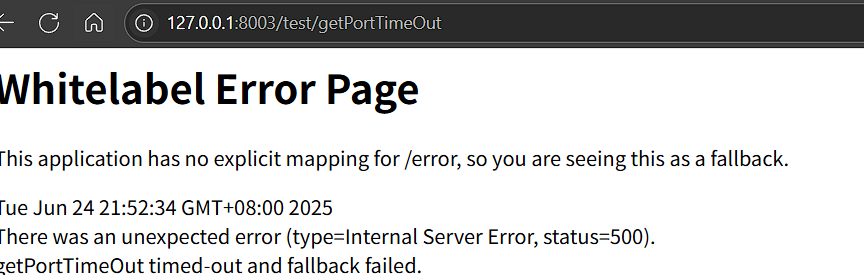 127.0.0.1:8003/test/getPortTimeOut
Whitelabel Error Page
This application has no explicit mapping for /error, so you are seeing this as a fallback.
Tue Jun 24 21:52:34 GMT+08:00 2025
There was an unexpected error (type=Internal Server Error, status=500).
getPortTimeOut timed-out and fallback failed.